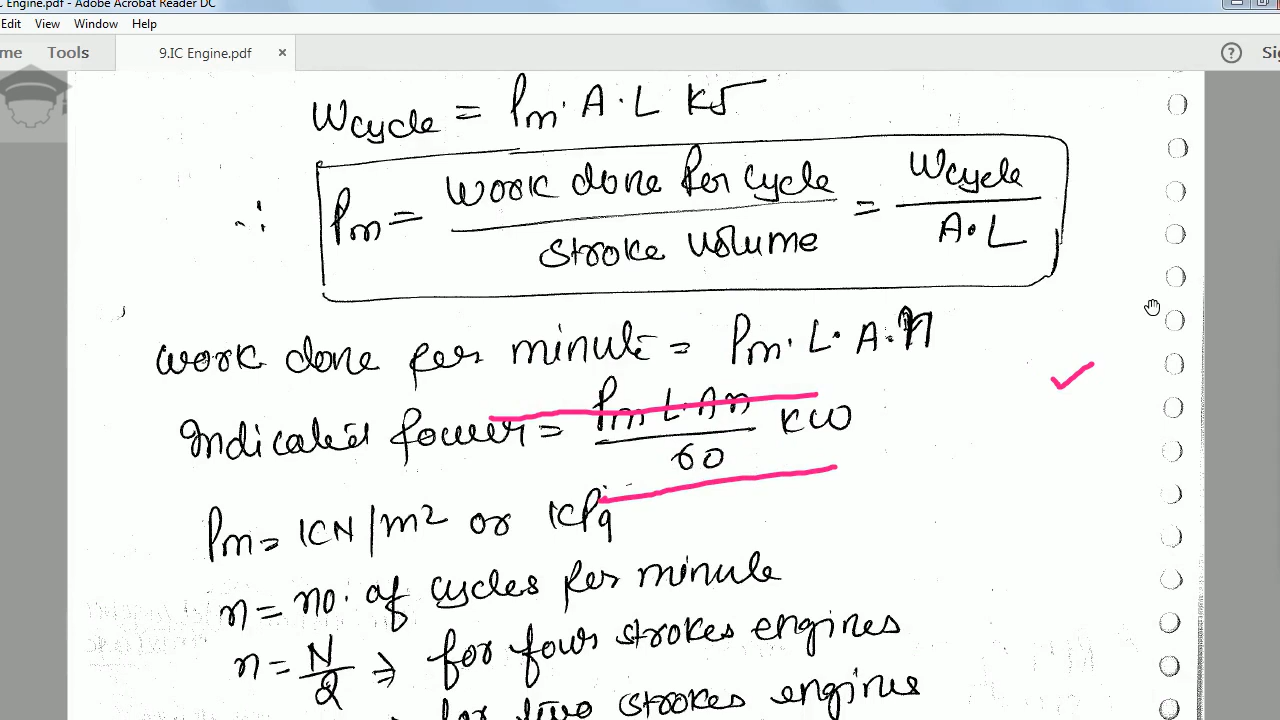 C Engine.pdf - Adobe Acrobat Reader DC
Edit View Window Help
me Tools 9.IC Engine.pdf × ? Si
Wcycle = Pm. A . L KJ
∴ Pm = Work done Per cycle / Stroke volume = Wcycle / A.L
Work done per minute = Pm. L. A. n
Indicated power = Pm L.An / 60 KW
Pm = KN/m2 or KPa
n = no. of cycles per minute
n = N/2 ⇒ for four strokes engines
for two strokes engines